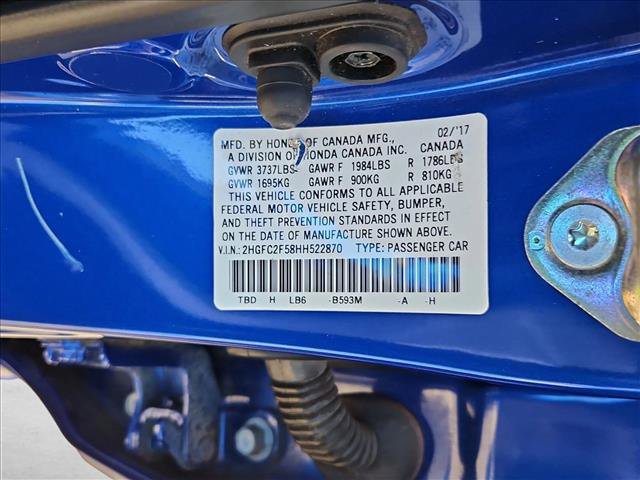 MFD. BY HONDA OF CANADA MFG., 02/'17
A DIVISION OF HONDA CANADA INC. CANADA
GVWR 3737LBS GAWR F 1984LBS R 1786LBS
GVWR 1695KG GAWR F 900KG R 810KG
THIS VEHICLE CONFORMS TO ALL APPLICABLE
FEDERAL MOTOR VEHICLE SAFETY, BUMPER,
AND THEFT PREVENTION STANDARDS IN EFFECT
ON THE DATE OF MANUFACTURE SHOWN ABOVE.
V.I.N.: 2HGFC2F58HH522870 TYPE: PASSENGER CAR
TBD H LB6 -B593M -A -H